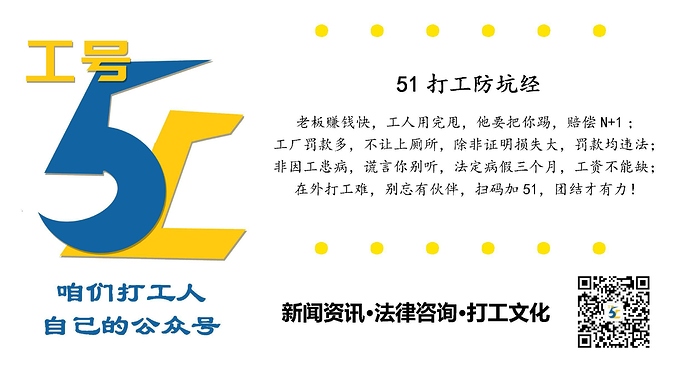 工号
51
咱们打工人
自己的公众号
51 打工防坑经
老板赚钱快，工人用完甩，他要把你踢，赔偿 N+1；
工厂罚款多，不让上厕所，除非证明损失大，罚款均违法；
非因工患病，谎言你别听，法定病假三个月，工资不能缺；
在外打工难，别忘有伙伴，扫码加 51，团结才有力！
新闻资讯•法律咨询•打工文化